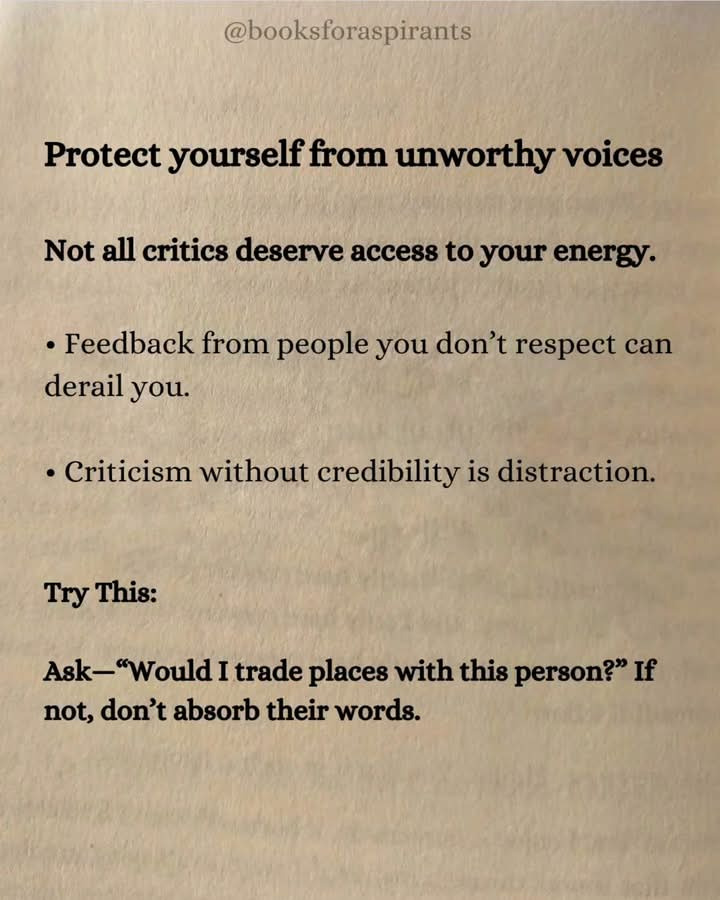 @booksforaspirants
Protect yourself from unworthy voices
Not all critics deserve access to your energy.
• Feedback from people you don’t respect can
derail you.
• Criticism without credibility is distraction.
Try This:
Ask—“Would I trade places with this person?” If
not, don’t absorb their words.